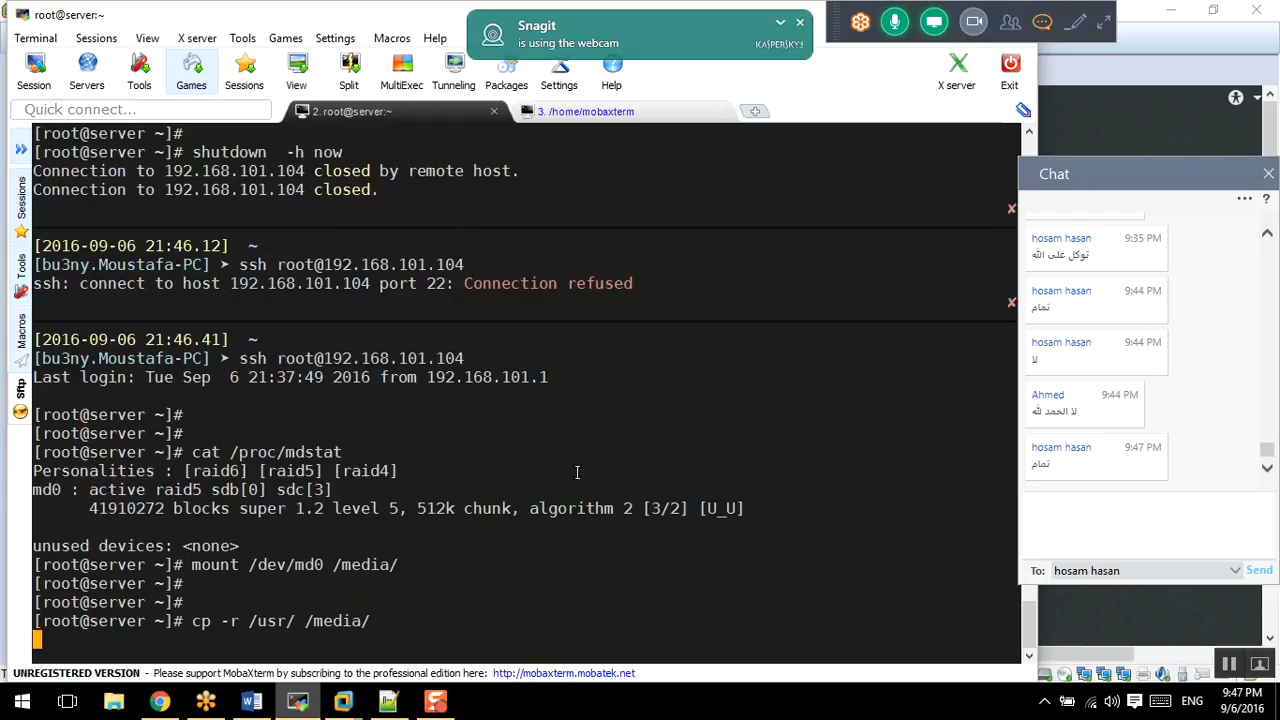 root@server:~
Terminal Sessions View X server Tools Games Settings Macros Help
Snagit
is using the webcam
KASPERSKY
Session Servers Tools Games Sessions View Split MultiExec Tunneling Packages Settings Help X server Exit
Quick connect...
2. root@server:~
3. /home/mobaxterm
Sessions
Tools
Macros
Sftp
[root@server ~]#
[root@server ~]# shutdown  -h now
Connection to 192.168.101.104 closed by remote host.
Connection to 192.168.101.104 closed.
[2016-09-06 21:46.12]  ~
[bu3ny.Moustafa-PC] ➤ ssh root@192.168.101.104
ssh: connect to host 192.168.101.104 port 22: Connection refused
[2016-09-06 21:46.41]  ~
[bu3ny.Moustafa-PC] ➤ ssh root@192.168.101.104
Last login: Tue Sep  6 21:37:49 2016 from 192.168.101.1
[root@server ~]#
[root@server ~]#
[root@server ~]# cat /proc/mdstat
Personalities : [raid6] [raid5] [raid4]
md0 : active raid5 sdb[0] sdc[3]
41910272 blocks super 1.2 level 5, 512k chunk, algorithm 2 [3/2] [U_U]
unused devices: <none>
[root@server ~]# mount /dev/md0 /media/
[root@server ~]#
[root@server ~]#
[root@server ~]# cp -r /usr/ /media/
Chat
hosam hasan 9:35 PM
توكل على الله
hosam hasan 9:44 PM
تمام
hosam hasan 9:44 PM
لا
Ahmed 9:44 PM
لا الحمد لله
hosam hasan 9:47 PM
تمام
To: hosam hasan Send
UNREGISTERED VERSION - Please support MobaXterm by subscribing to the professional edition here: http://mobaxterm.mobatek.net
ENG
9:47 PM
9/6/2016